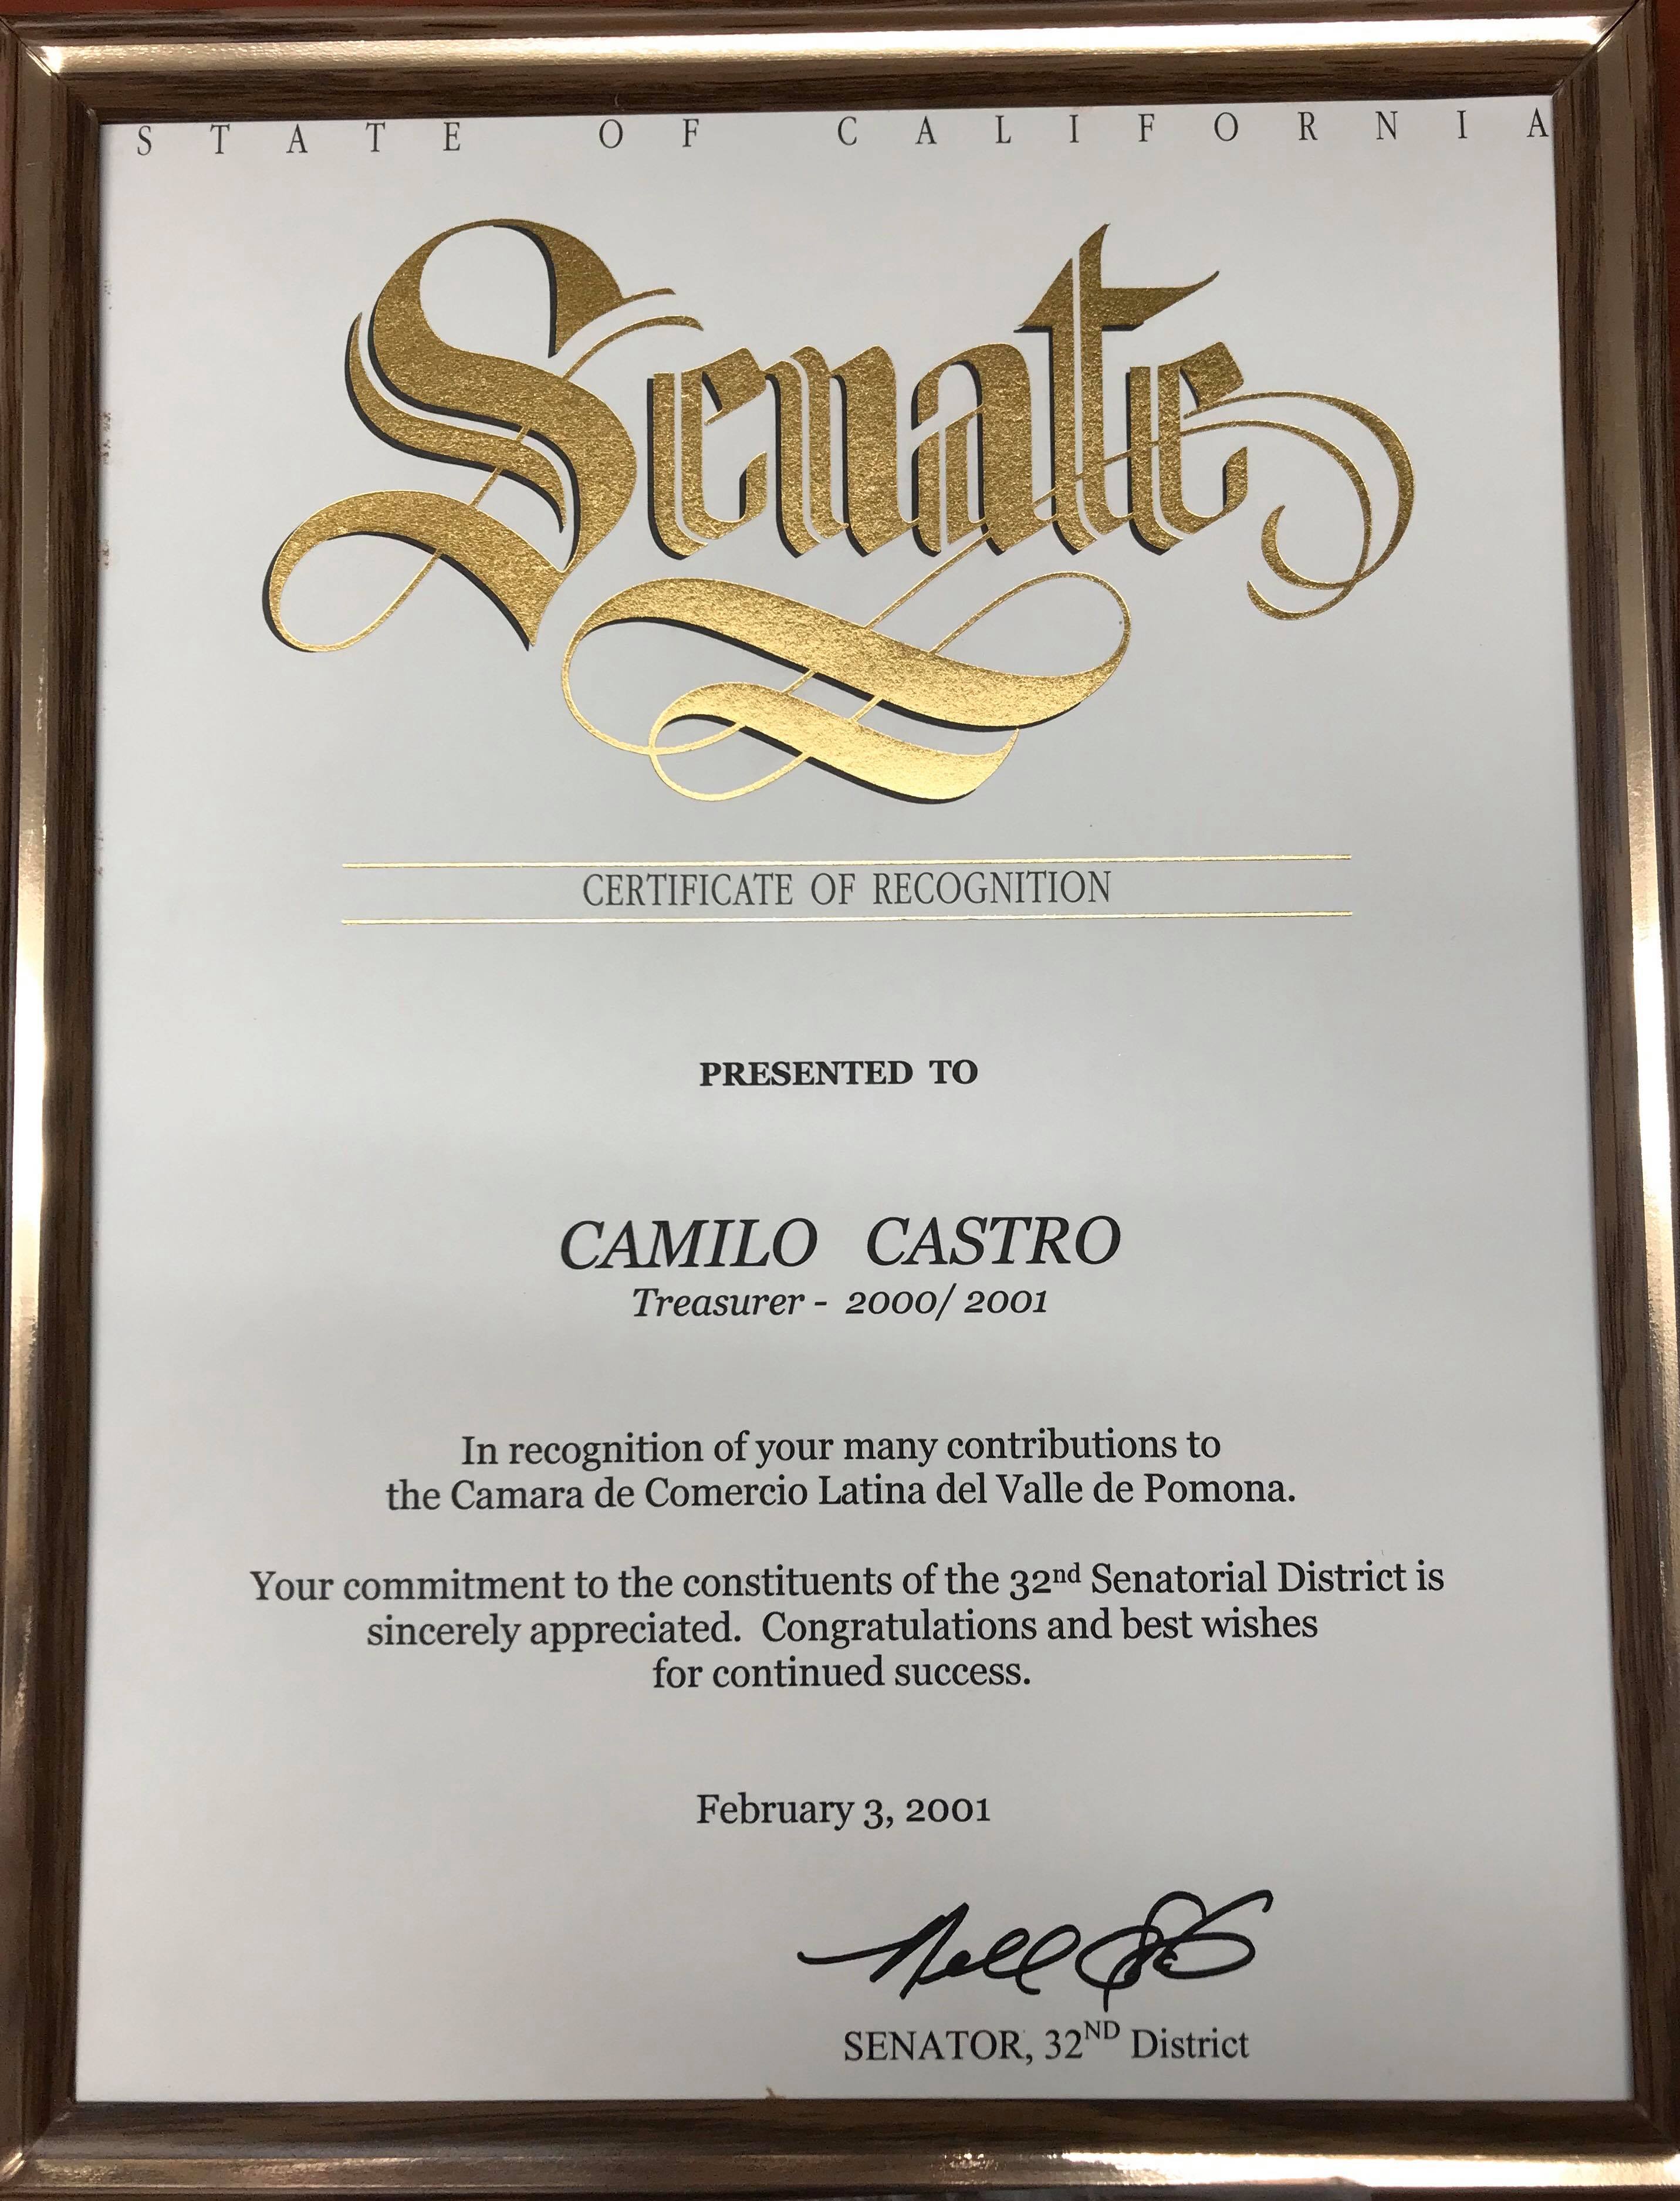 STATE OF CALIFORNIA
Senate
CERTIFICATE OF RECOGNITION
PRESENTED TO
CAMILO CASTRO
Treasurer - 2000/ 2001
In recognition of your many contributions to
the Camara de Comercio Latina del Valle de Pomona.
Your commitment to the constituents of the 32nd Senatorial District is
sincerely appreciated. Congratulations and best wishes
for continued success.
February 3, 2001
Nell
SENATOR, 32ND District